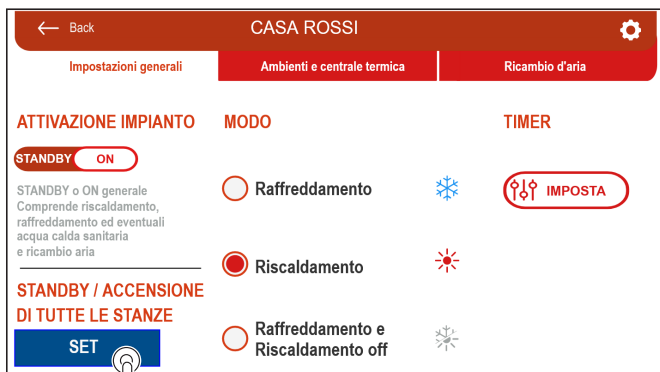 Back
CASA ROSSI
Impostazioni generali
Ambienti e centrale termica
Ricambio d'aria
ATTIVAZIONE IMPIANTO
STANDBY ON
STANDBY o ON generale
Comprende riscaldamento,
raffreddamento ed eventuali
acqua calda sanitaria
e ricambio aria
STANDBY / ACCENSIONE
DI TUTTE LE STANZE
SET
MODO
Raffreddamento
Riscaldamento
Raffreddamento e
Riscaldamento off
TIMER
IMPOSTA